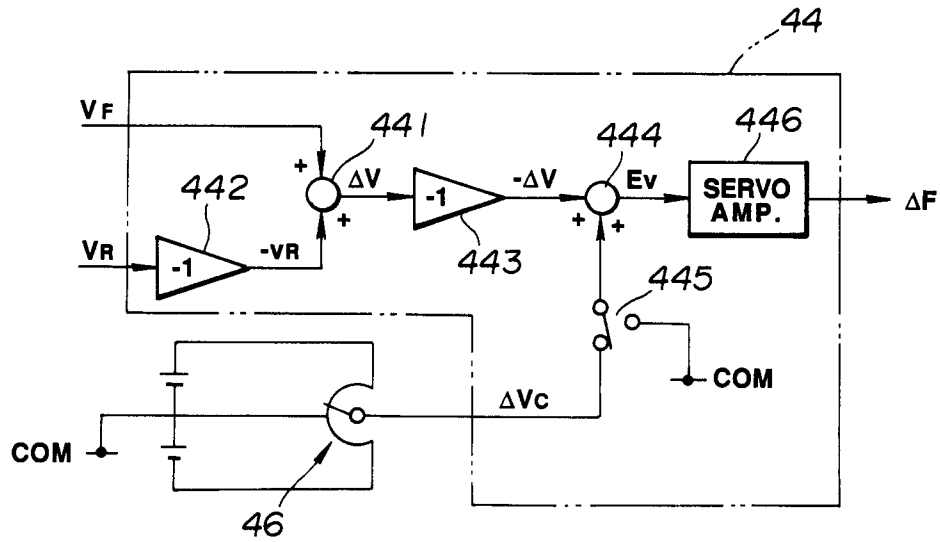 44
VF
441
444
446
442
+
ΔV
-1
-ΔV
EV
SERVO
AMP.
ΔF
+
+ +
VR
-1
-VR
443
445
COM
ΔVC
COM
46